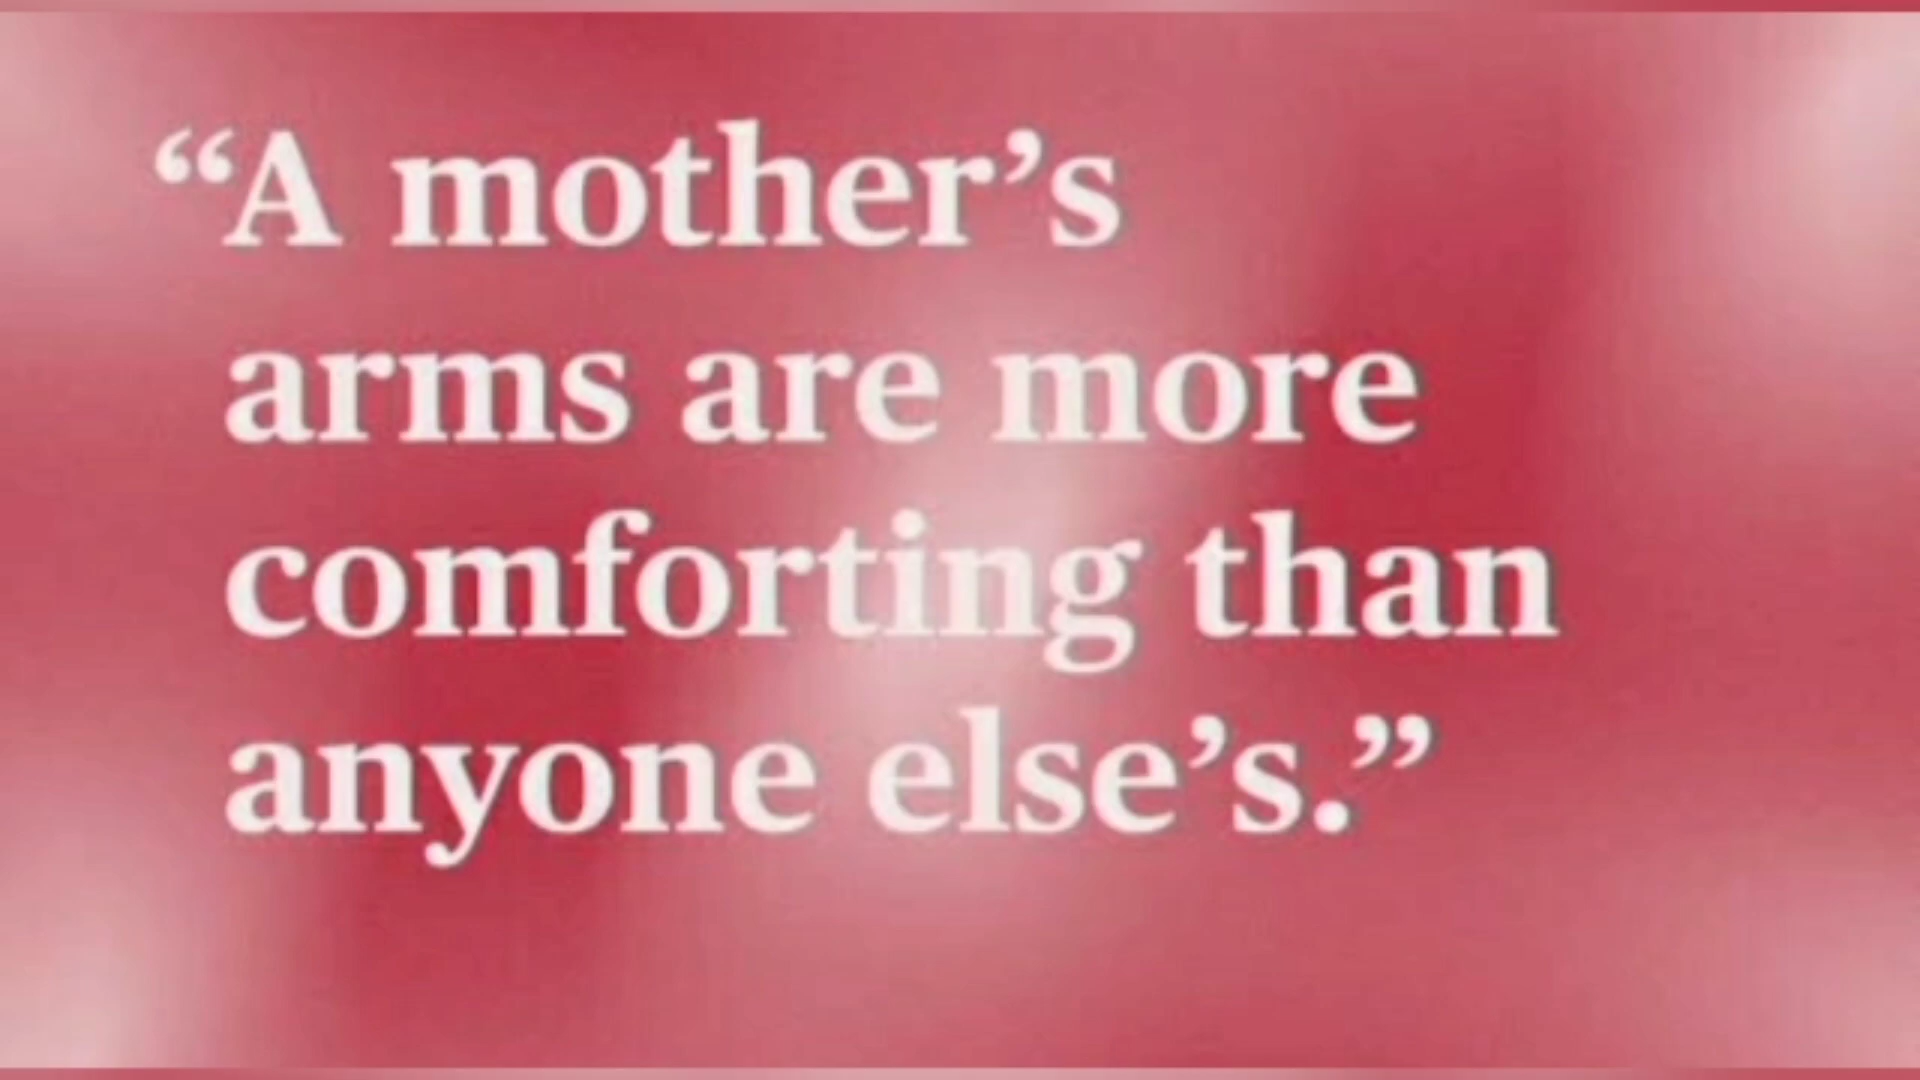 “A mother’s
arms are more
comforting than
anyone else’s.”